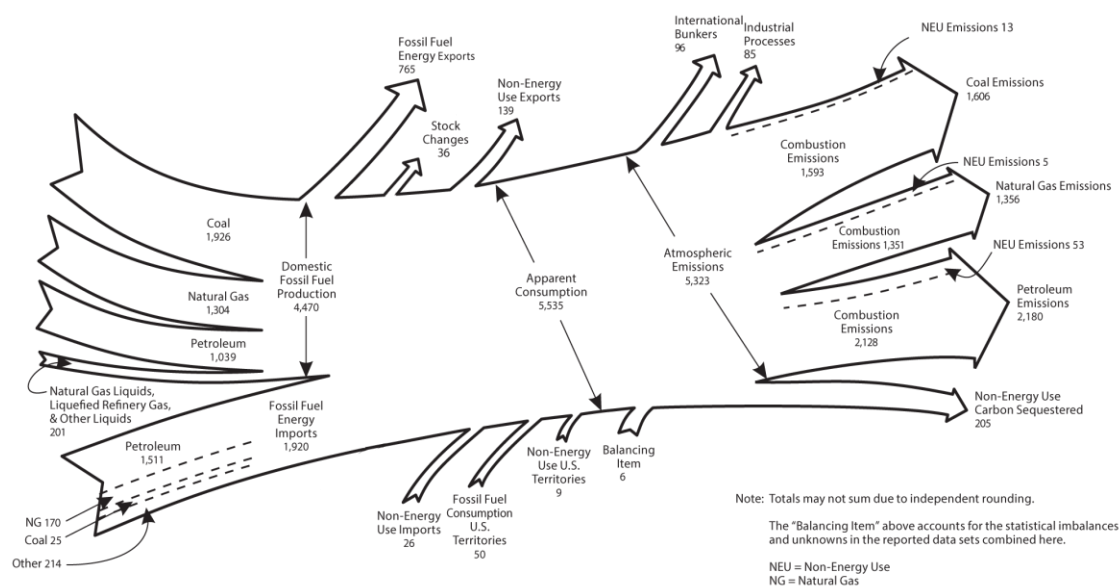 Fossil Fuel
Energy Exports
765
Stock
Changes
36
Non-Energy
Use Exports
139
International
Bunkers
96
Industrial
Processes
85
NEU Emissions 13
Coal Emissions
1,606
Combustion
Emissions
1,593
NEU Emissions 5
Natural Gas Emissions
1,356
Combustion
Emissions 1,351
NEU Emissions 53
Petroleum
Emissions
2,180
Combustion
Emissions
2,128
Coal
1,926
Natural Gas
1,304
Petroleum
1,039
Domestic
Fossil Fuel
Production
4,470
Apparent
Consumption
5,535
Atmospheric
Emissions
5,323
Natural Gas Liquids,
Liquefied Refinery Gas,
& Other Liquids
201
Fossil Fuel
Energy
Imports
1,920
Petroleum
1,511
NG 170
Coal 25
Other 214
Non-Energy
Use Imports
26
Fossil Fuel
Consumption
U.S.
Territories
50
Non-Energy
Use U.S.
Territories
9
Balancing
Item
6
Non-Energy Use
Carbon Sequestered
205
Note: Totals may not sum due to independent rounding.
The "Balancing Item" above accounts for the statistical imbalances
and unknowns in the reported data sets combined here.
NEU = Non-Energy Use
NG = Natural Gas